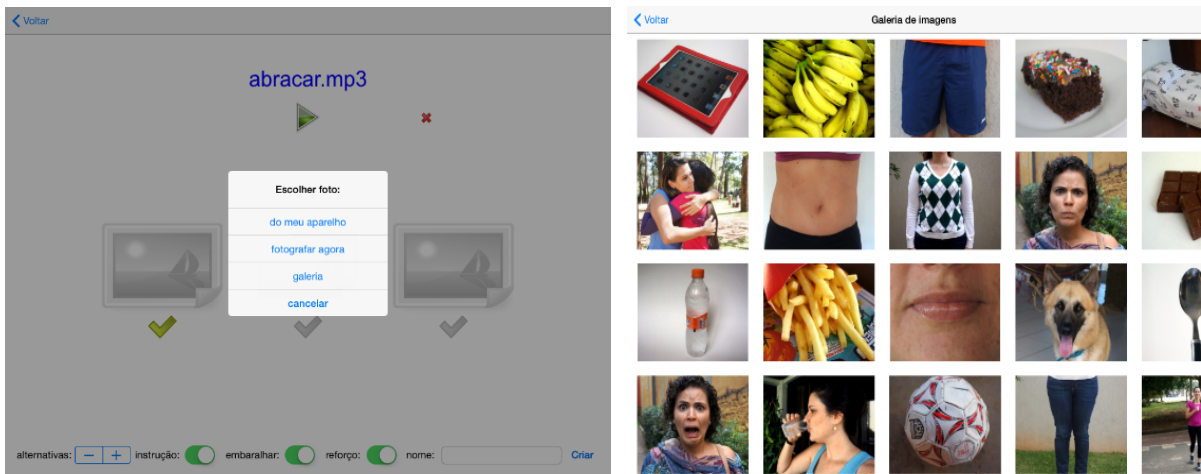 Voltar
abracar.mp3
Escolher foto:
do meu aparelho
fotografar agora
galeria
cancelar
alternativas: − + instrução: embaralhar: reforço: nome: Criar
Voltar
Galeria de imagens